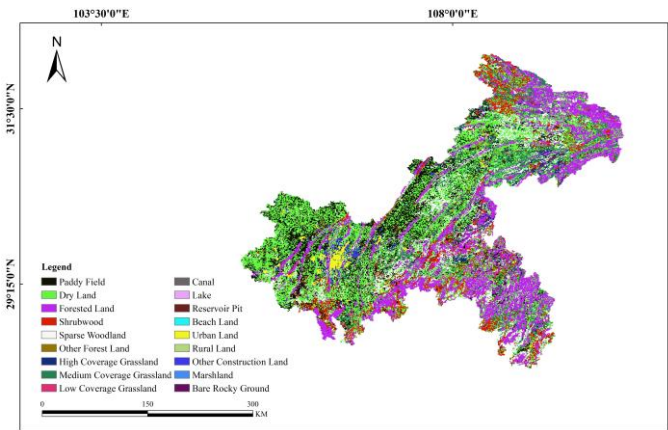 103°30'0"E 108°0'0"E
N
31°30'0"N
29°15'0"N
Legend
Paddy Field Canal
Dry Land Lake
Forested Land Reservoir Pit
Shrubwood Beach Land
Sparse Woodland Urban Land
Other Forest Land Rural Land
High Coverage Grassland Other Construction Land
Medium Coverage Grassland Marshland
Low Coverage Grassland Bare Rocky Ground
0 150 300
KM